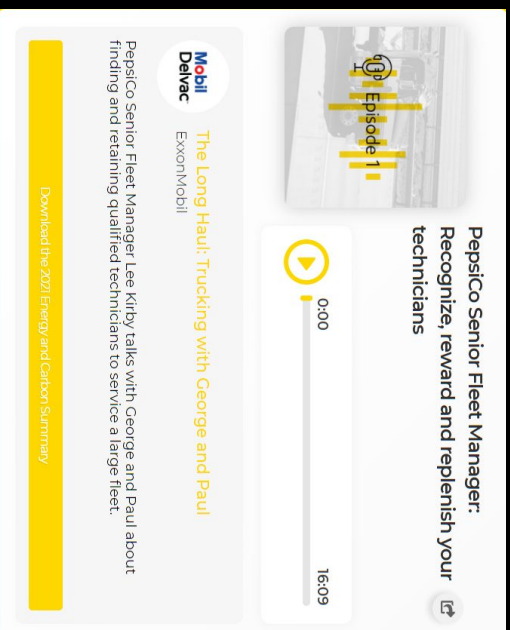 Episode 1
PepsiCo Senior Fleet Manager:
Recognize, reward and replenish your
technicians
0:00
16:09
Mobil
Delvac
The Long Haul: Trucking with George and Paul
ExxonMobil
PepsiCo Senior Fleet Manager Lee Kirby talks with George and Paul about
finding and retaining qualified technicians to service a large fleet.
Download the 2021 Energy and Carbon Summary